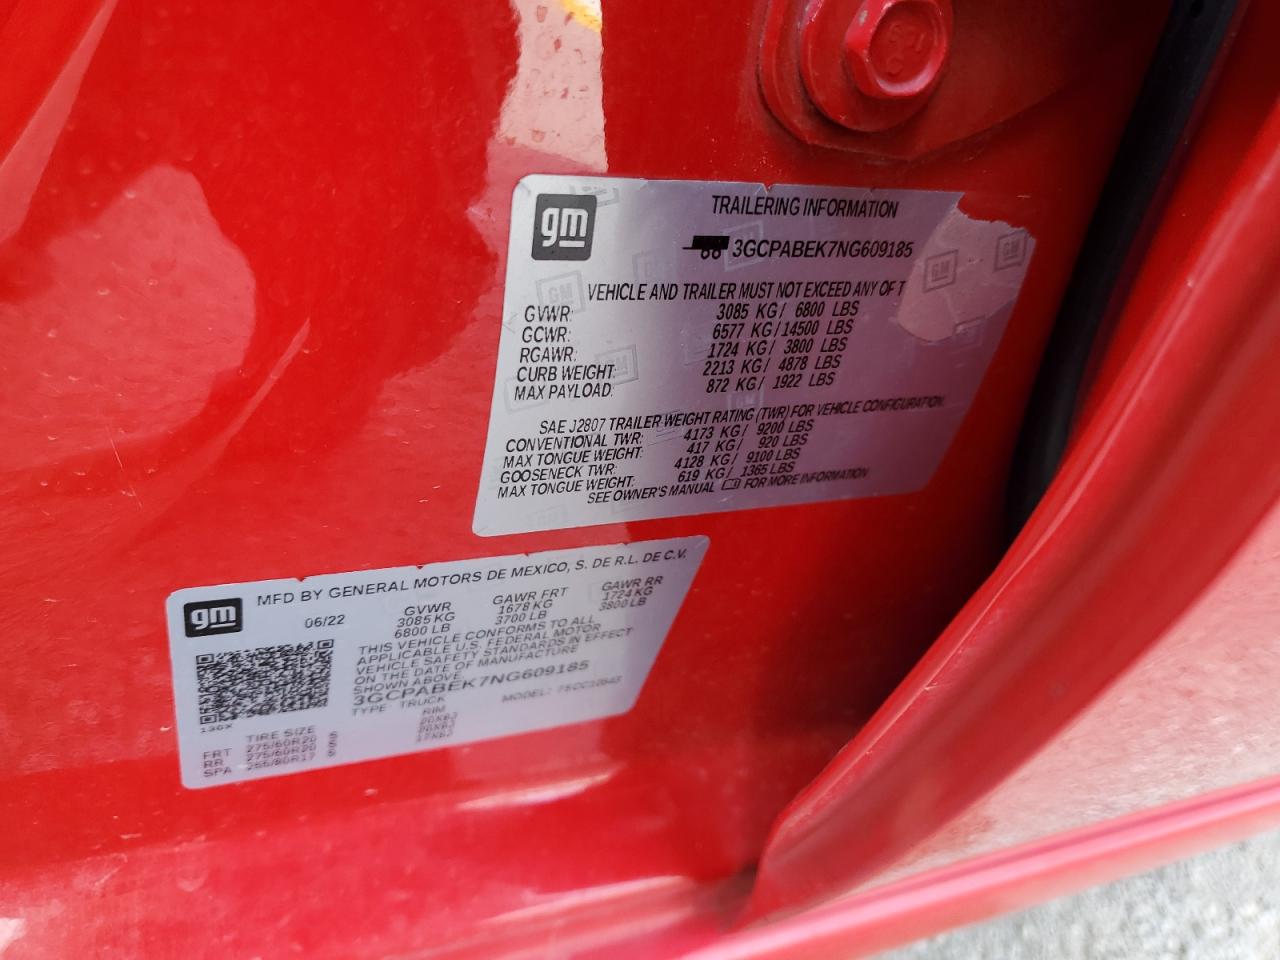 gm
TRAILERING INFORMATION
3GCPABEK7NG609185
VEHICLE AND TRAILER MUST NOT EXCEED ANY OF T
GVWR: 3085 KG/ 6800 LBS
GCWR: 6577 KG/14500 LBS
RGAWR: 1724 KG/ 3800 LBS
CURB WEIGHT: 2213 KG/ 4878 LBS
MAX PAYLOAD: 872 KG/ 1922 LBS
SAE J2807 TRAILER WEIGHT RATING (TWR) FOR VEHICLE CONFIGURATION.
CONVENTIONAL TWR: 4173 KG/ 9200 LBS
MAX TONGUE WEIGHT: 417 KG/ 920 LBS
GOOSENECK TWR: 4128 KG/ 9100 LBS
MAX TONGUE WEIGHT: 619 KG/ 1365 LBS
SEE OWNER'S MANUAL FOR MORE INFORMATION
gm
MFD BY GENERAL MOTORS DE MEXICO, S. DE R.L. DE C.V.
06/22 GVWR GAWR FRT GAWR RR
3085 KG 1678 KG 1724 KG
6800 LB 3700 LB 3800 LB
THIS VEHICLE CONFORMS TO ALL
APPLICABLE U.S. FEDERAL MOTOR
VEHICLE SAFETY STANDARDS IN EFFECT
ON THE DATE OF MANUFACTURE
SHOWN ABOVE.
3GCPABEK7NG609185
TYPE TRUCK MODEL:
TIRE SIZE RIM
FRT 275/60R20 S
RR 275/60R20 S
SPA 255/80R17 S